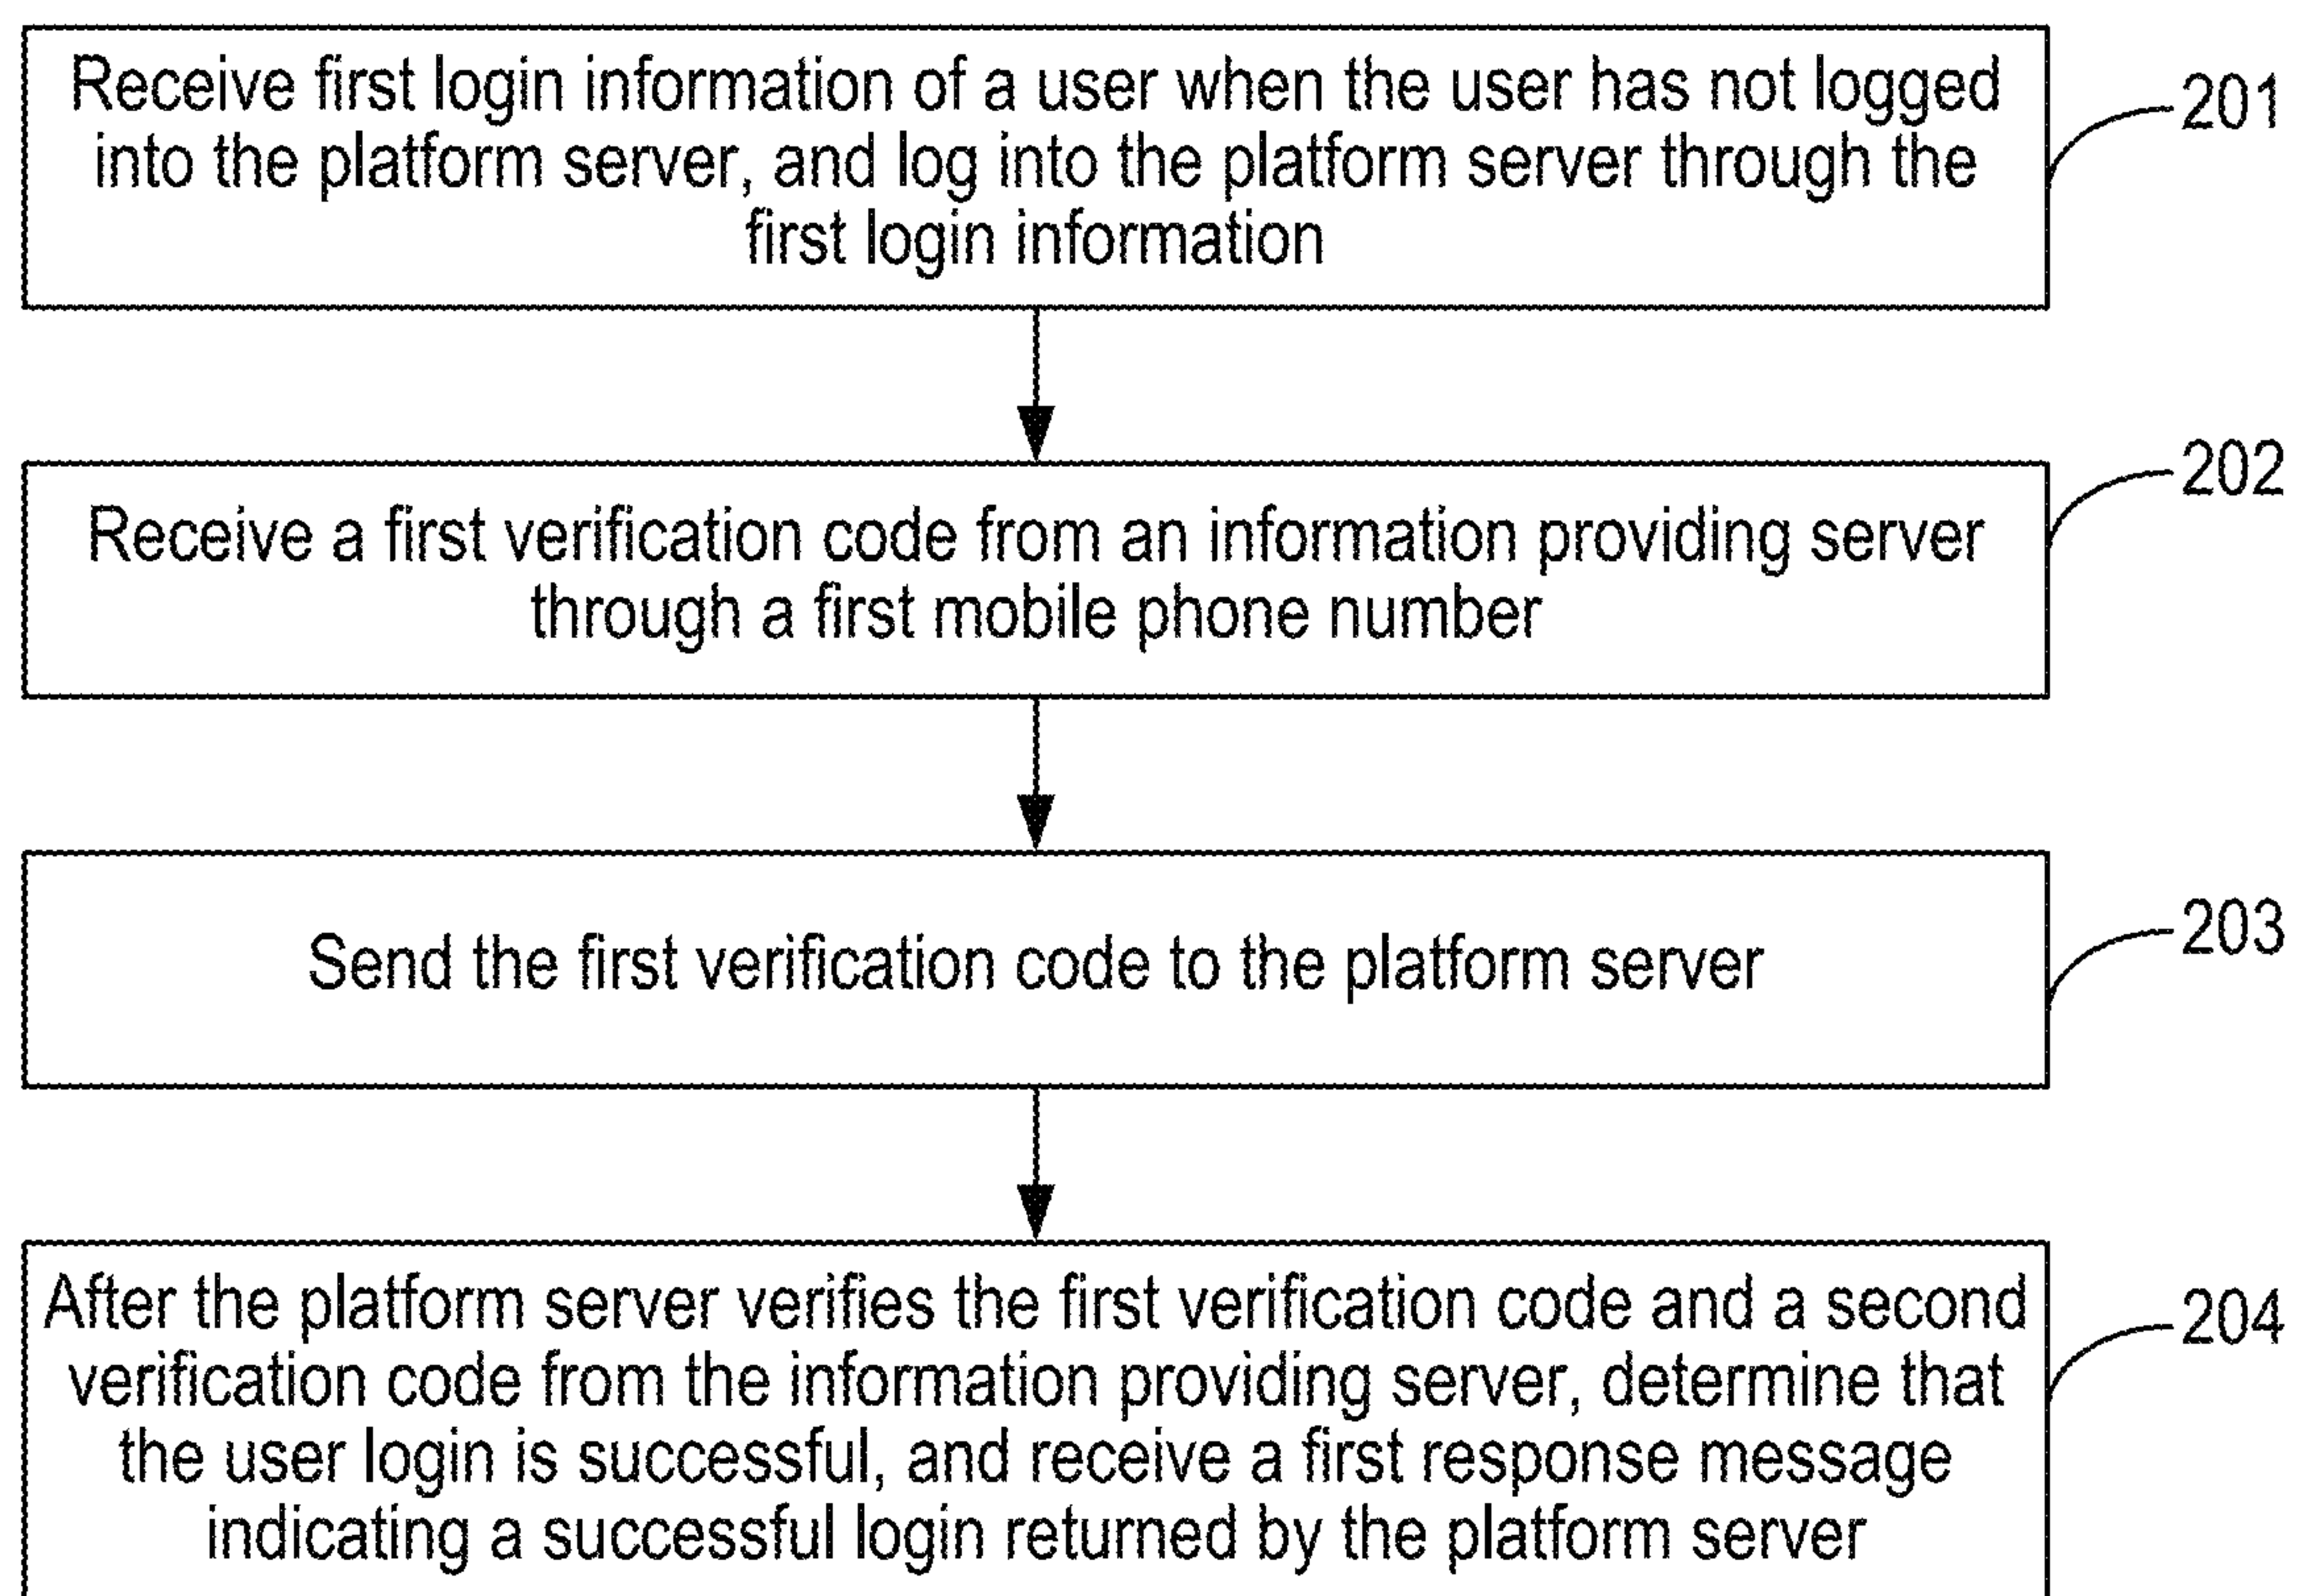 Receive first login information of a user when the user has not logged
into the platform server, and log into the platform server through the
first login information
201
Receive a first verification code from an information providing server
through a first mobile phone number
202
Send the first verification code to the platform server
203
After the platform server verifies the first verification code and a second
verification code from the information providing server, determine that
the user login is successful, and receive a first response message
indicating a successful login returned by the platform server
204